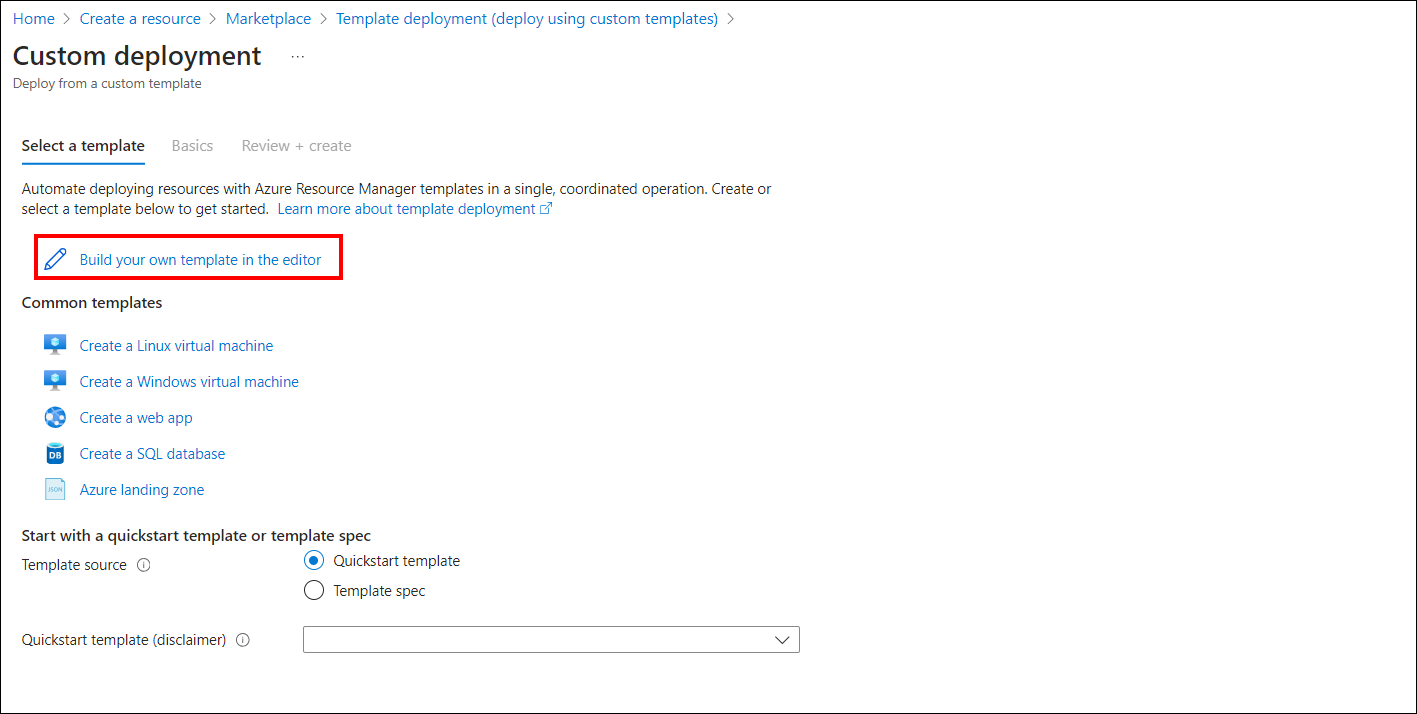 Home > Create a resource > Marketplace > Template deployment (deploy using custom templates) >
Custom deployment ...
Deploy from a custom template
Select a template Basics Review + create
Automate deploying resources with Azure Resource Manager templates in a single, coordinated operation. Create or
select a template below to get started. Learn more about template deployment
Build your own template in the editor
Common templates
Create a Linux virtual machine
Create a Windows virtual machine
Create a web app
DB Create a SQL database
JSON Azure landing zone
Start with a quickstart template or template spec
Template source Quickstart template
Template spec
Quickstart template (disclaimer)